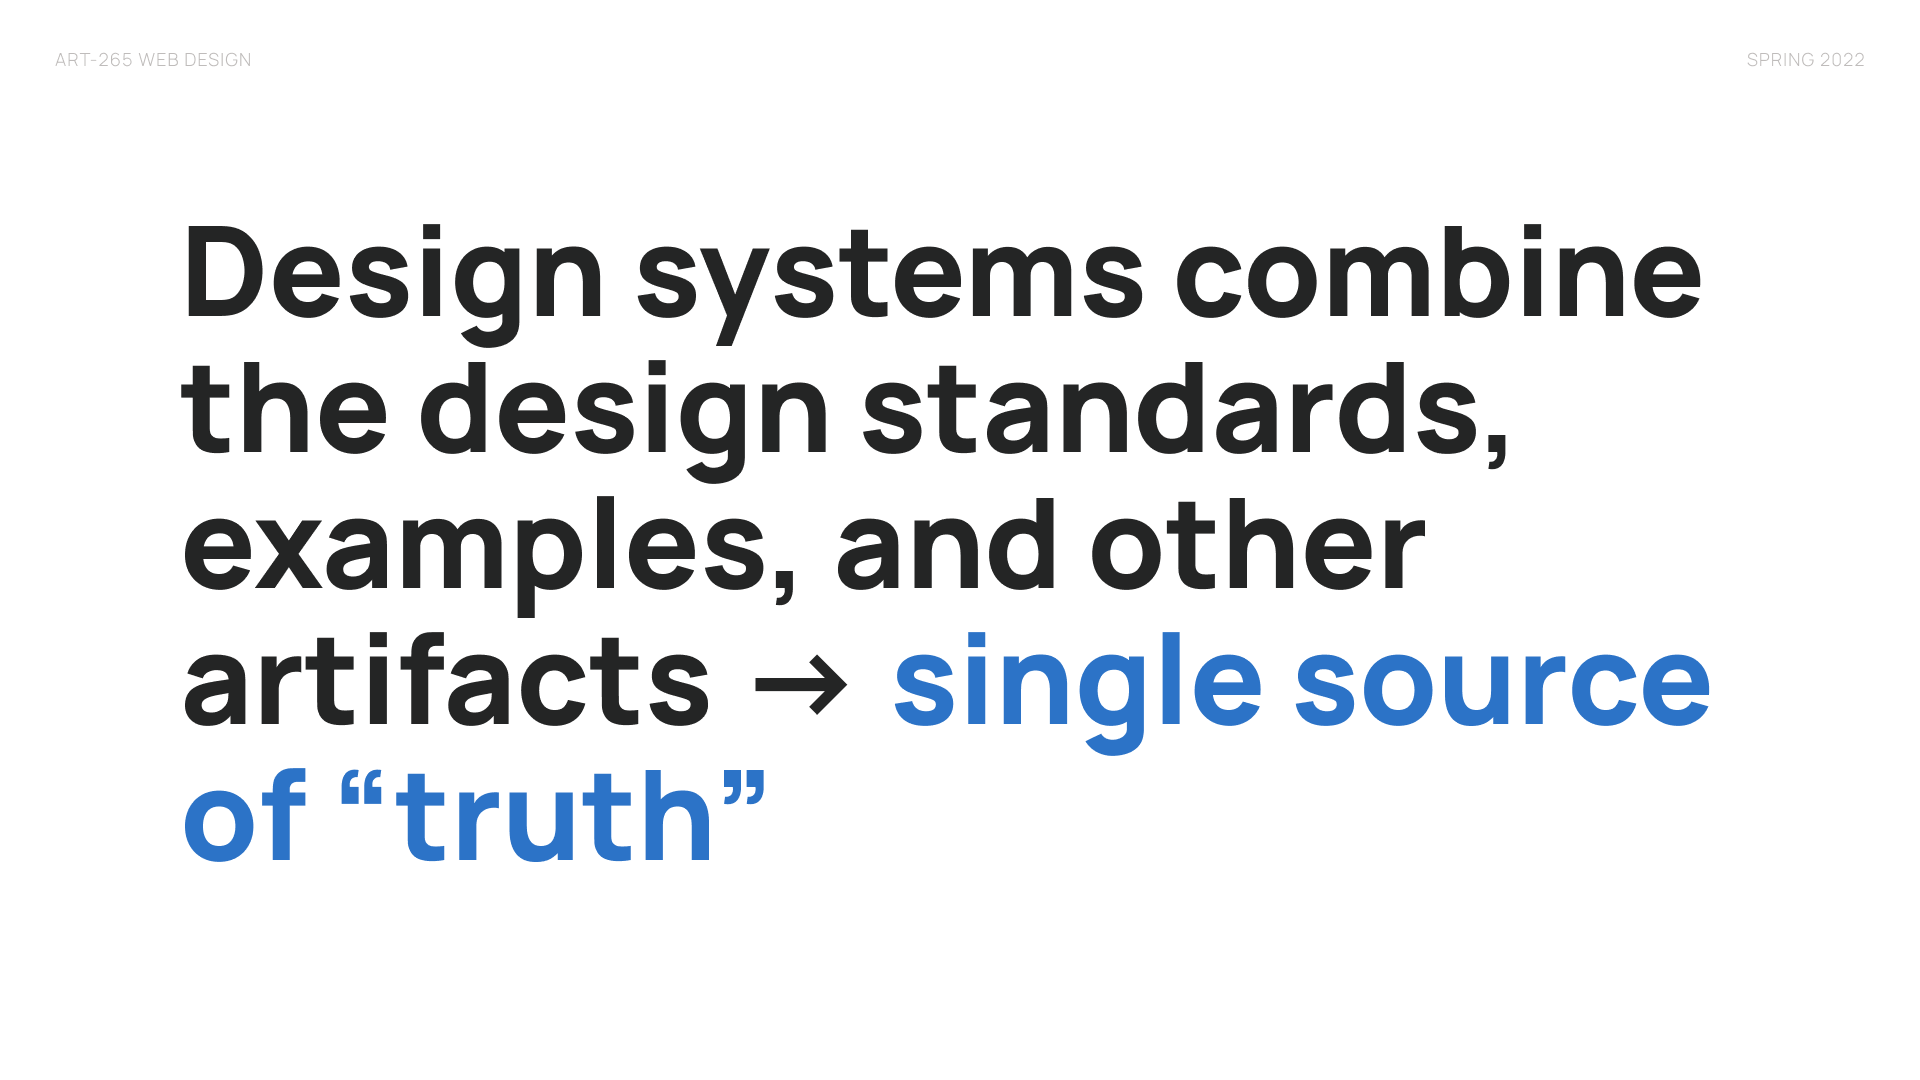 ART-265 WEB DESIGN
SPRING 2022
Design systems combine
the design standards,
examples, and other
artifacts → single source
of “truth”